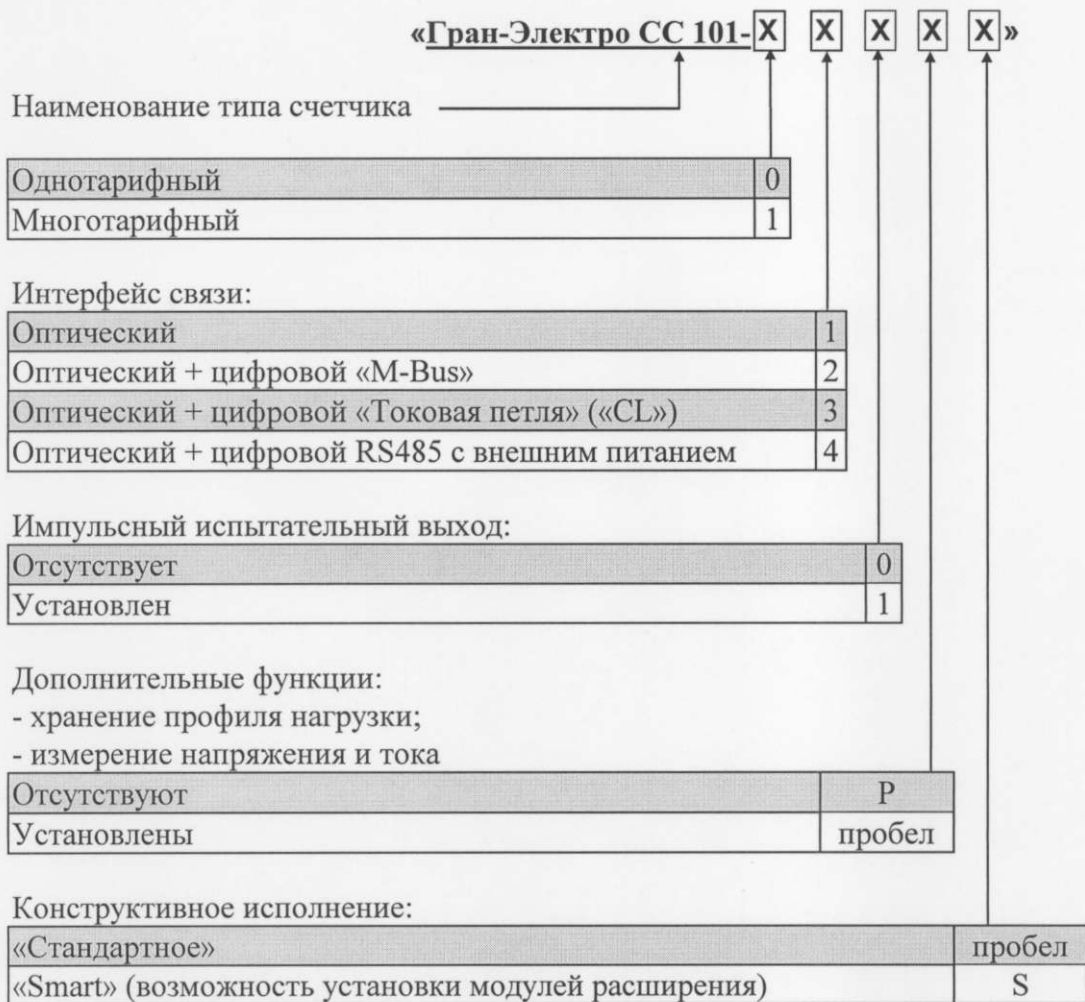 «Гран-Электро СС 101-X X X X X»
Наименование типа счетчика
Однотарифный 0
Многотарифный 1
Интерфейс связи:
Оптический 1
Оптический + цифровой «M-Bus» 2
Оптический + цифровой «Токовая петля» («CL») 3
Оптический + цифровой RS485 с внешним питанием 4
Импульсный испытательный выход:
Отсутствует 0
Установлен 1
Дополнительные функции:
- хранение профиля нагрузки;
- измерение напряжения и тока
Отсутствуют P
Установлены пробел
Конструктивное исполнение:
«Стандартное» пробел
«Smart» (возможность установки модулей расширения) S